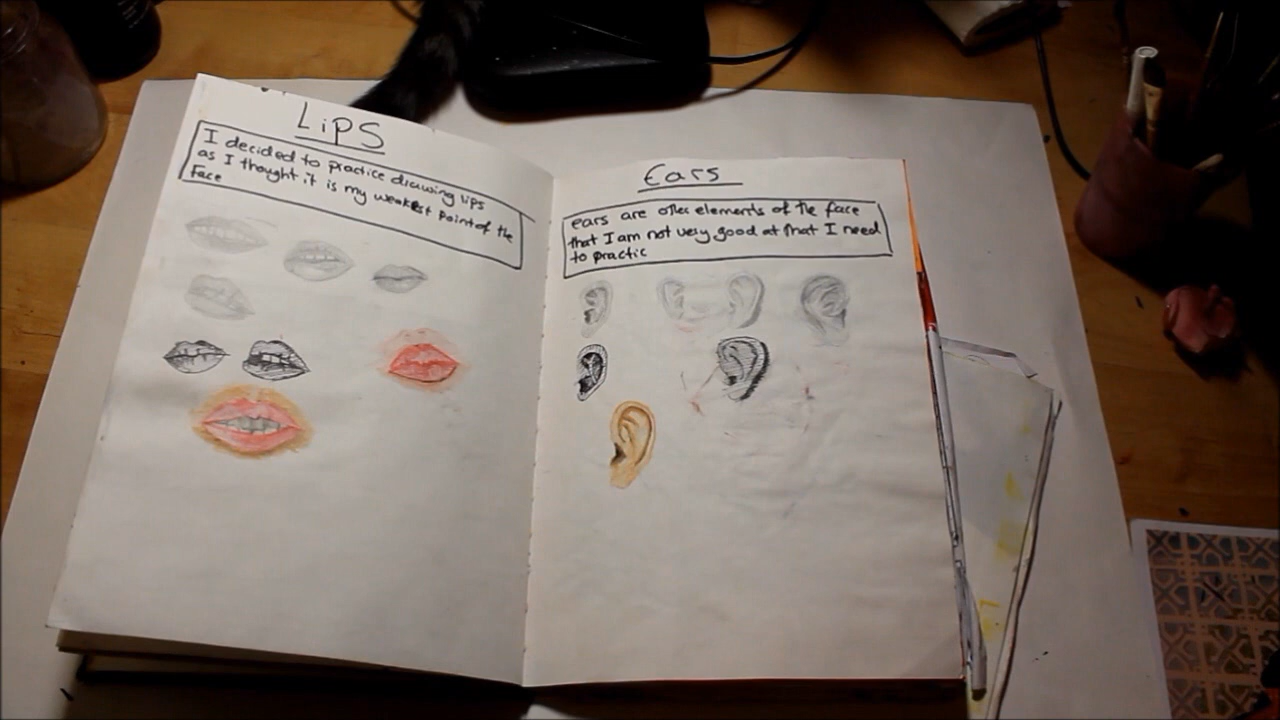 LiPS
I decided to practice drawing lips
as I thought it is my weakest point of the
face
Ears
ears are other elements of the face
that I am not very good at that I need
to practic